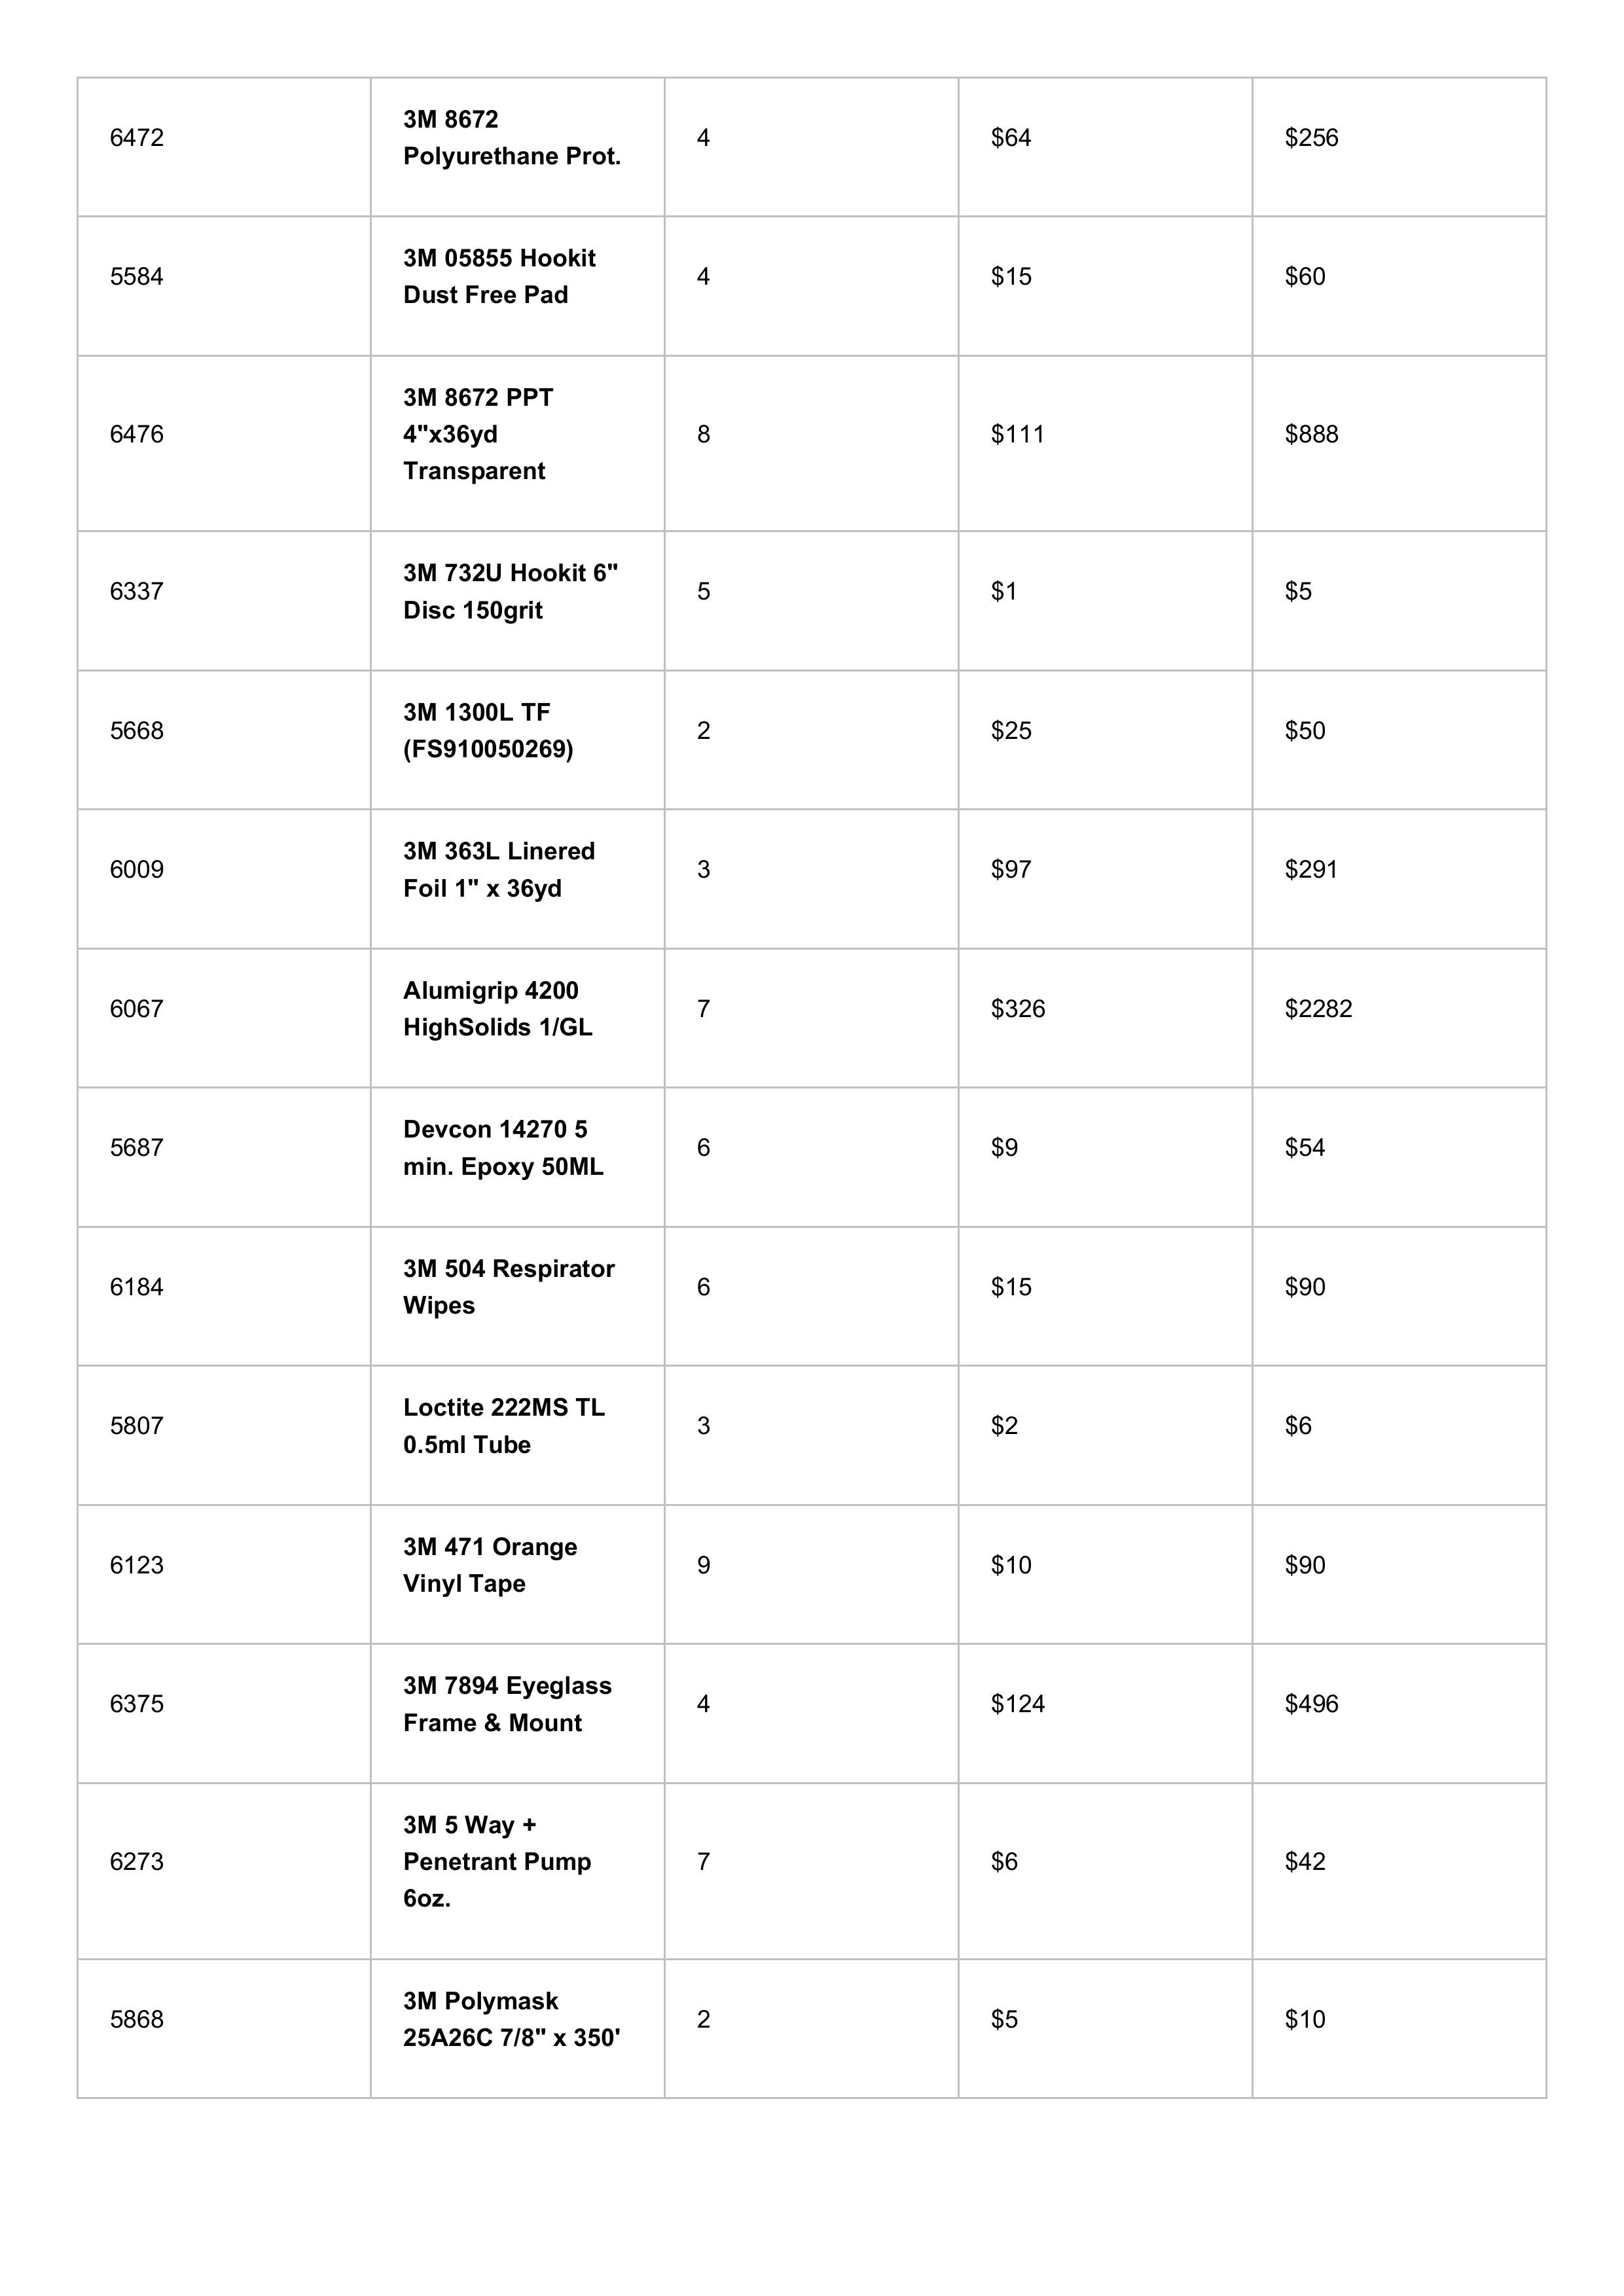 6472
3M 8672
Polyurethane Prot.
4
$64
$256
5584
3M 05855 Hookit
Dust Free Pad
4
$15
$60
6476
3M 8672 PPT
4"x36yd
Transparent
8
$111
$888
6337
3M 732U Hookit 6"
Disc 150grit
5
$1
$5
5668
3M 1300L TF
(FS910050269)
2
$25
$50
6009
3M 363L Linered
Foil 1" x 36yd
3
$97
$291
6067
Alumigrip 4200
HighSolids 1/GL
7
$326
$2282
5687
Devcon 14270 5
min. Epoxy 50ML
6
$9
$54
6184
3M 504 Respirator
Wipes
6
$15
$90
5807
Loctite 222MS TL
0.5ml Tube
3
$2
$6
6123
3M 471 Orange
Vinyl Tape
9
$10
$90
6375
3M 7894 Eyeglass
Frame & Mount
4
$124
$496
6273
3M 5 Way +
Penetrant Pump
6oz.
7
$6
$42
5868
3M Polymask
25A26C 7/8" x 350'
2
$5
$10